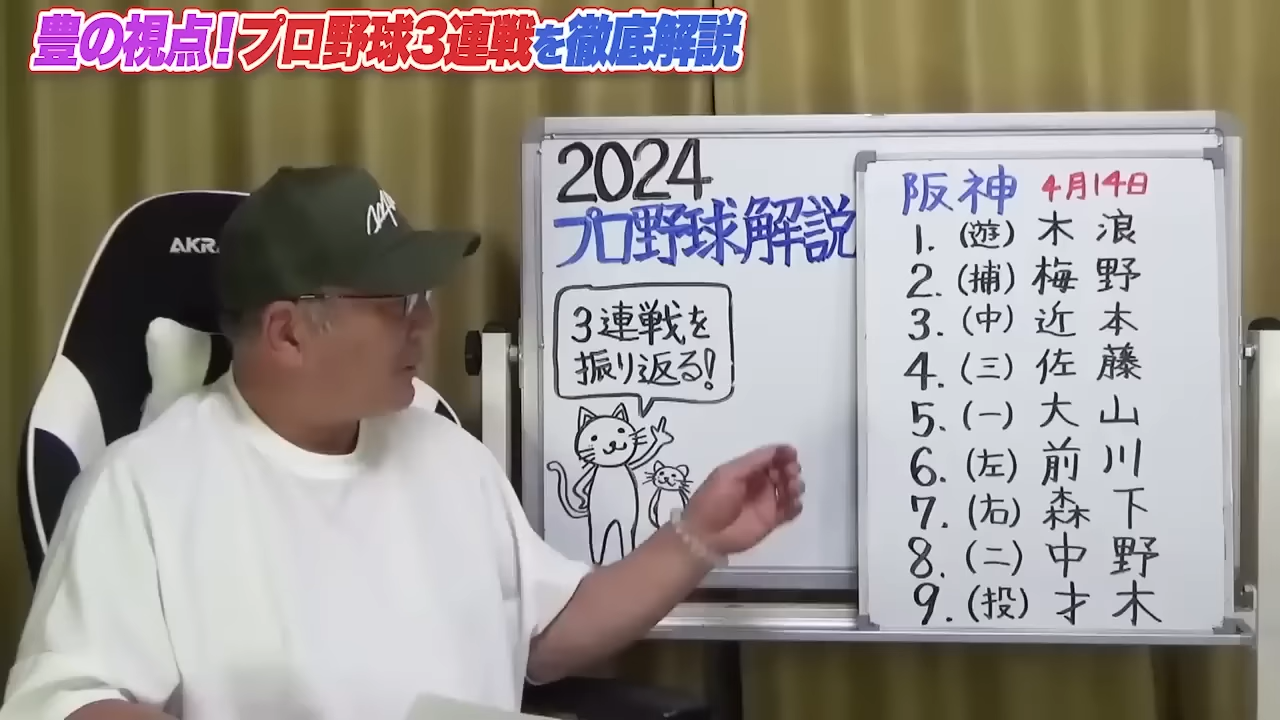 豊の視点!プロ野球3連戦を徹底解説
AKRA
2024
プロ野球解説
3連戦を
振り返る!
阪神 4月14日
1. (遊) 木浪
2. (捕) 梅野
3. (中) 近本
4. (三) 佐藤
5. (一) 大山
6. (左) 前川
7. (右) 森下
8. (二) 中野
9. (投) 才木